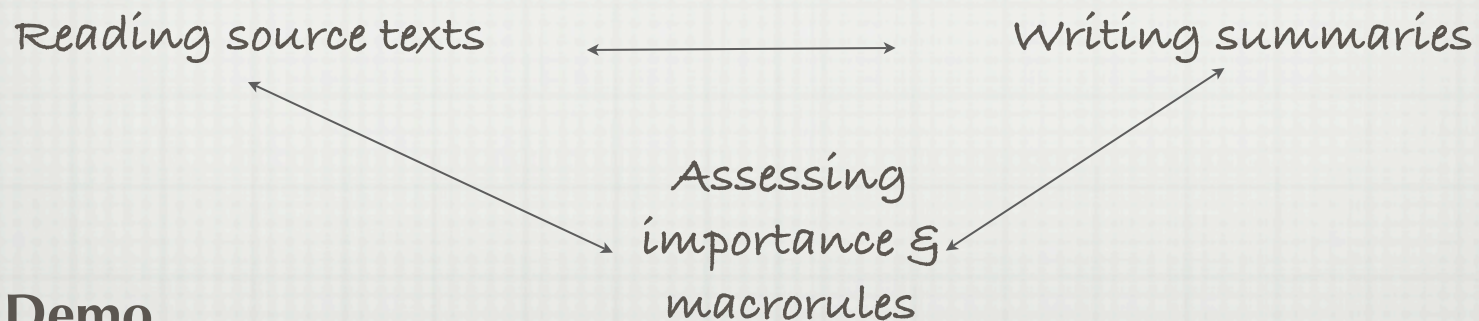 Reading source texts
Writing summaries
Assessing
importance &
macrorules
Demo